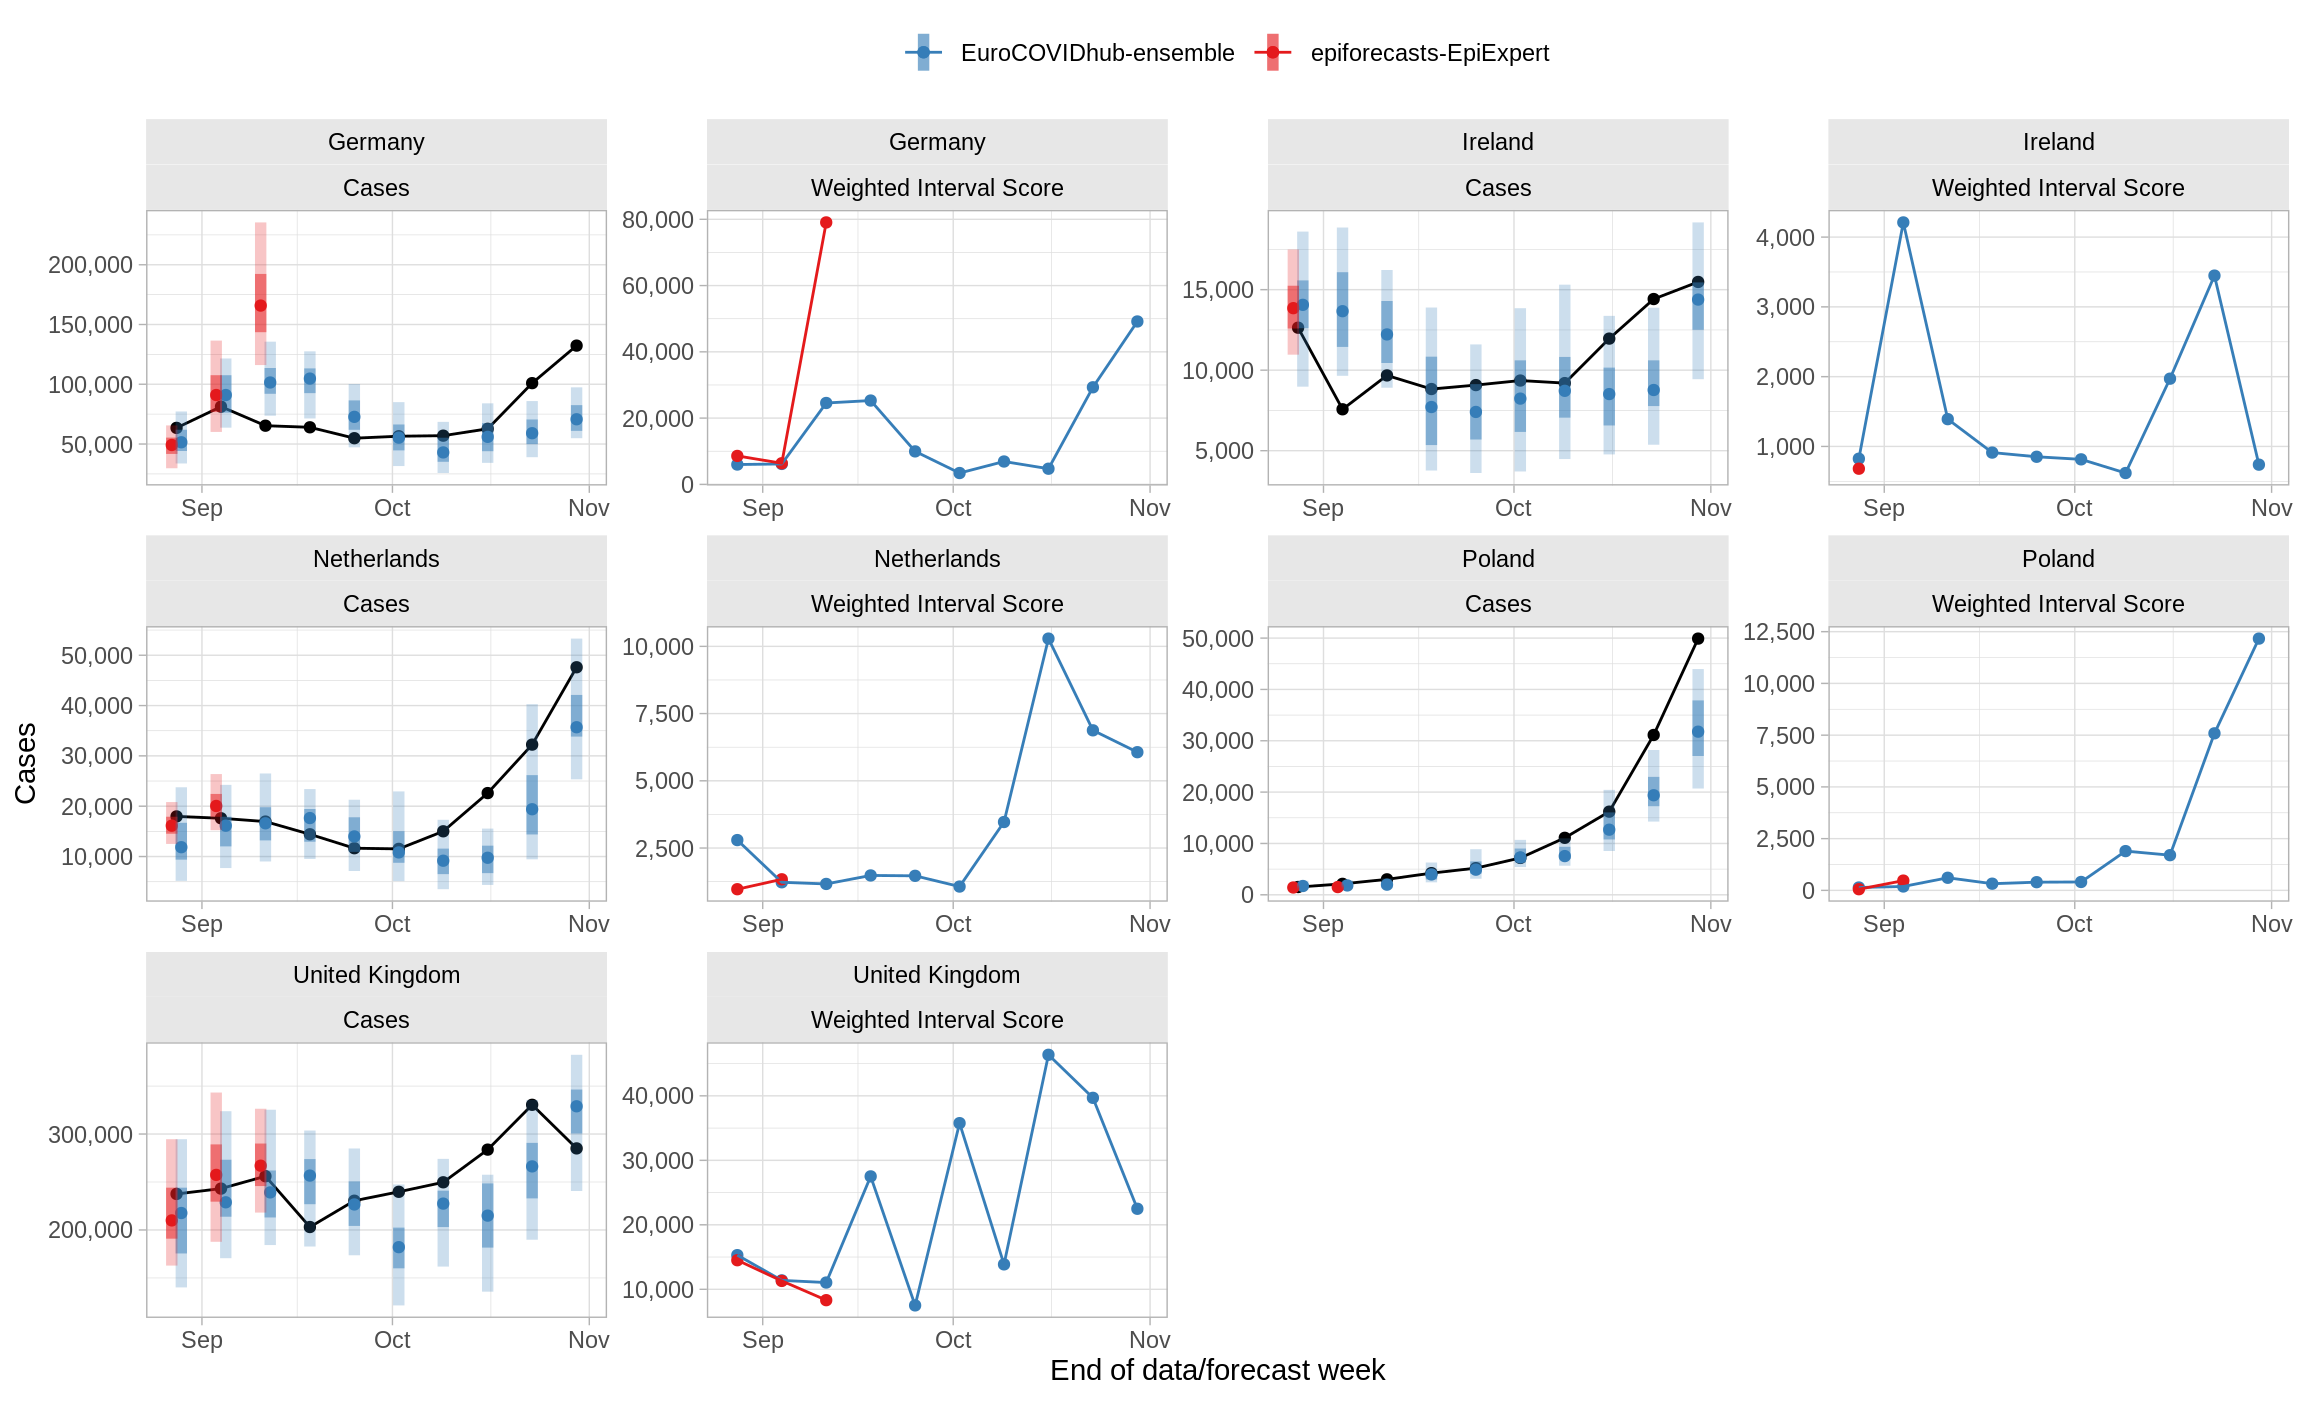 EuroCOVIDhub-ensemble epiforecasts-EpiExpert
Germany
Cases
200,000
150,000
100,000
50,000
Sep Oct Nov
Germany
Weighted Interval Score
80,000
60,000
40,000
20,000
0
Sep Oct Nov
Ireland
Cases
15,000
10,000
5,000
Sep Oct Nov
Ireland
Weighted Interval Score
4,000
3,000
2,000
1,000
Sep Oct Nov
Cases
Netherlands
Cases
50,000
40,000
30,000
20,000
10,000
Sep Oct Nov
Netherlands
Weighted Interval Score
10,000
7,500
5,000
2,500
Sep Oct Nov
Poland
Cases
50,000
40,000
30,000
20,000
10,000
0
Sep Oct Nov
Poland
Weighted Interval Score
12,500
10,000
7,500
5,000
2,500
0
Sep Oct Nov
United Kingdom
Cases
300,000
200,000
Sep Oct Nov
United Kingdom
Weighted Interval Score
40,000
30,000
20,000
10,000
Sep Oct Nov
End of data/forecast week